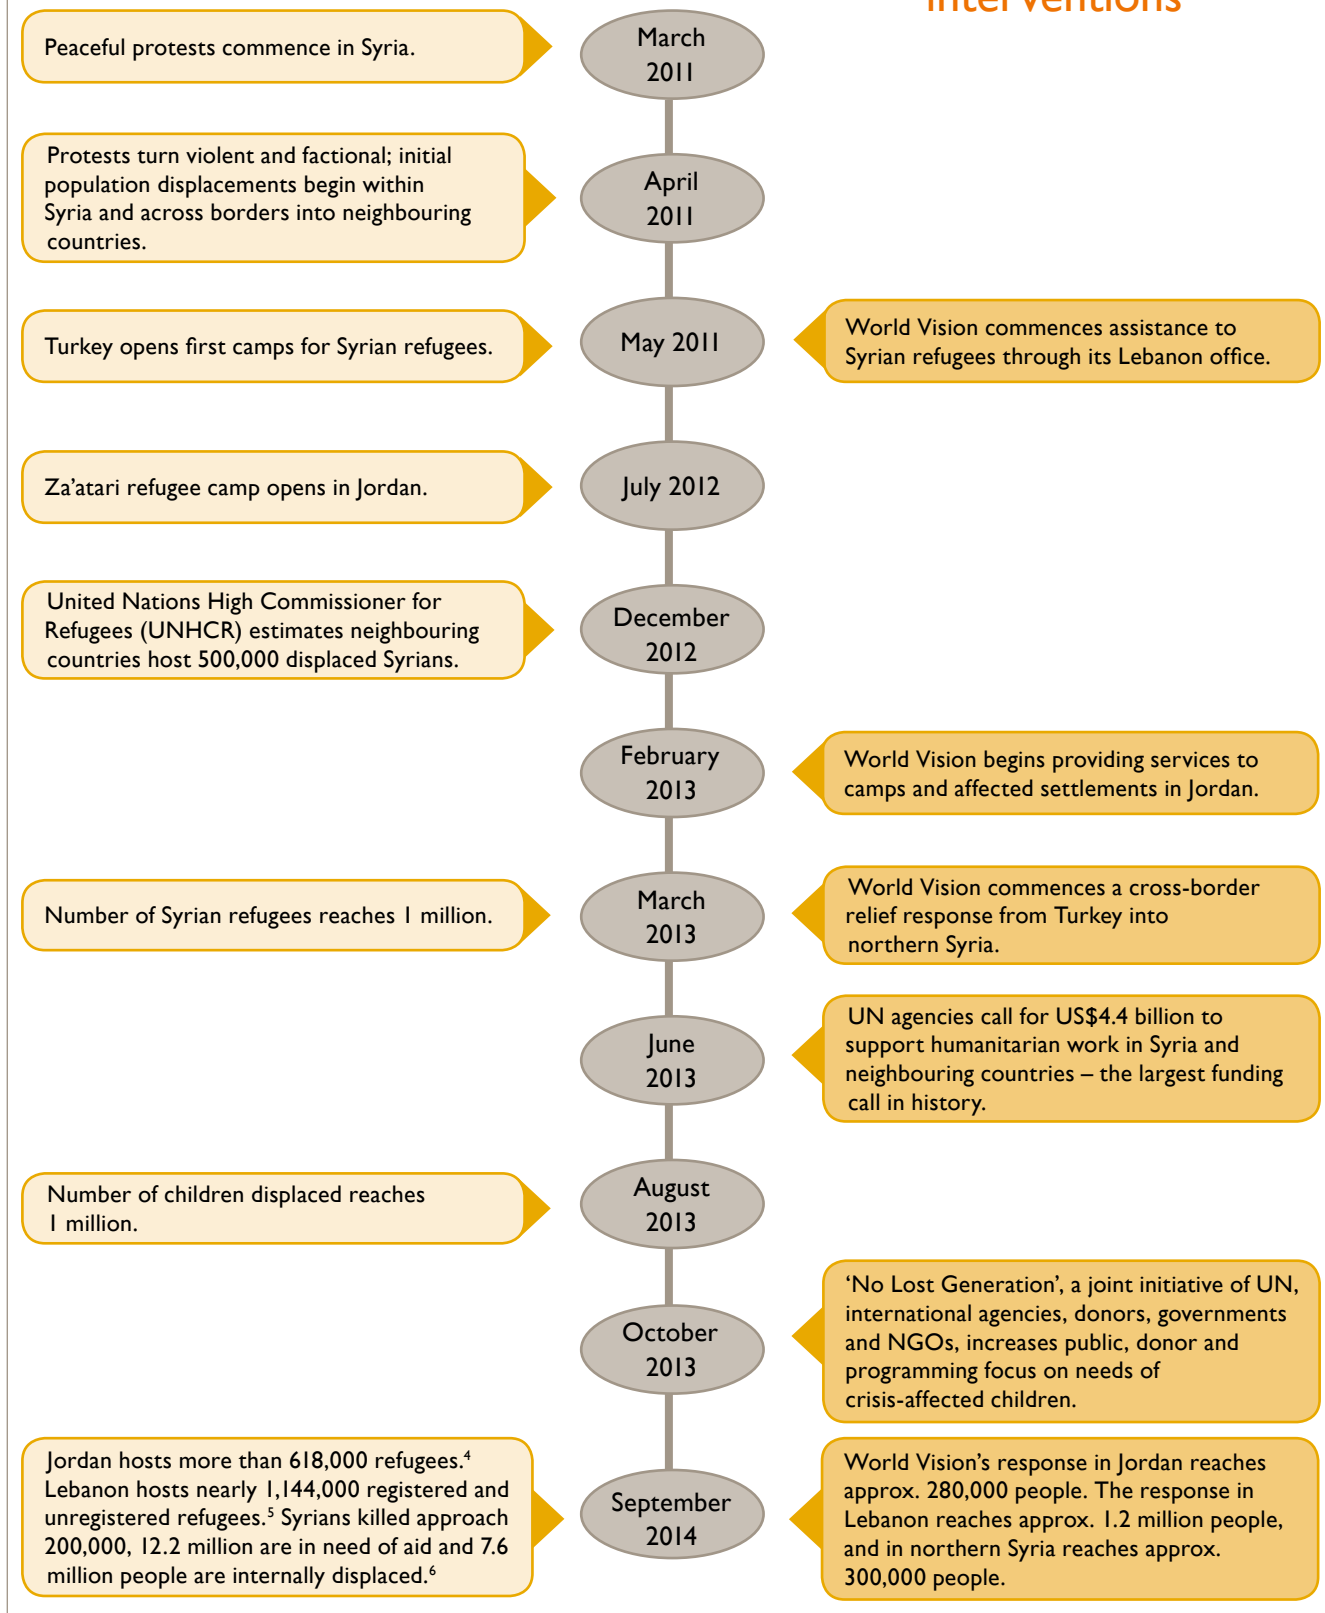 interventions
Peaceful protests commence in Syria.
March
2011
Protests turn violent and factional; initial
population displacements begin within
Syria and across borders into neighbouring
countries.
April
2011
Turkey opens first camps for Syrian refugees.
May 2011
World Vision commences assistance to
Syrian refugees through its Lebanon office.
Za’atari refugee camp opens in Jordan.
July 2012
United Nations High Commissioner for
Refugees (UNHCR) estimates neighbouring
countries host 500,000 displaced Syrians.
December
2012
February
2013
World Vision begins providing services to
camps and affected settlements in Jordan.
Number of Syrian refugees reaches 1 million.
March
2013
World Vision commences a cross-border
relief response from Turkey into
northern Syria.
June
2013
UN agencies call for US$4.4 billion to
support humanitarian work in Syria and
neighbouring countries – the largest funding
call in history.
Number of children displaced reaches
1 million.
August
2013
October
2013
‘No Lost Generation’, a joint initiative of UN,
international agencies, donors, governments
and NGOs, increases public, donor and
programming focus on needs of
crisis-affected children.
Jordan hosts more than 618,000 refugees.⁴
Lebanon hosts nearly 1,144,000 registered and
unregistered refugees.⁵ Syrians killed approach
200,000, 12.2 million are in need of aid and 7.6
million people are internally displaced.⁶
September
2014
World Vision’s response in Jordan reaches
approx. 280,000 people. The response in
Lebanon reaches approx. 1.2 million people,
and in northern Syria reaches approx.
300,000 people.